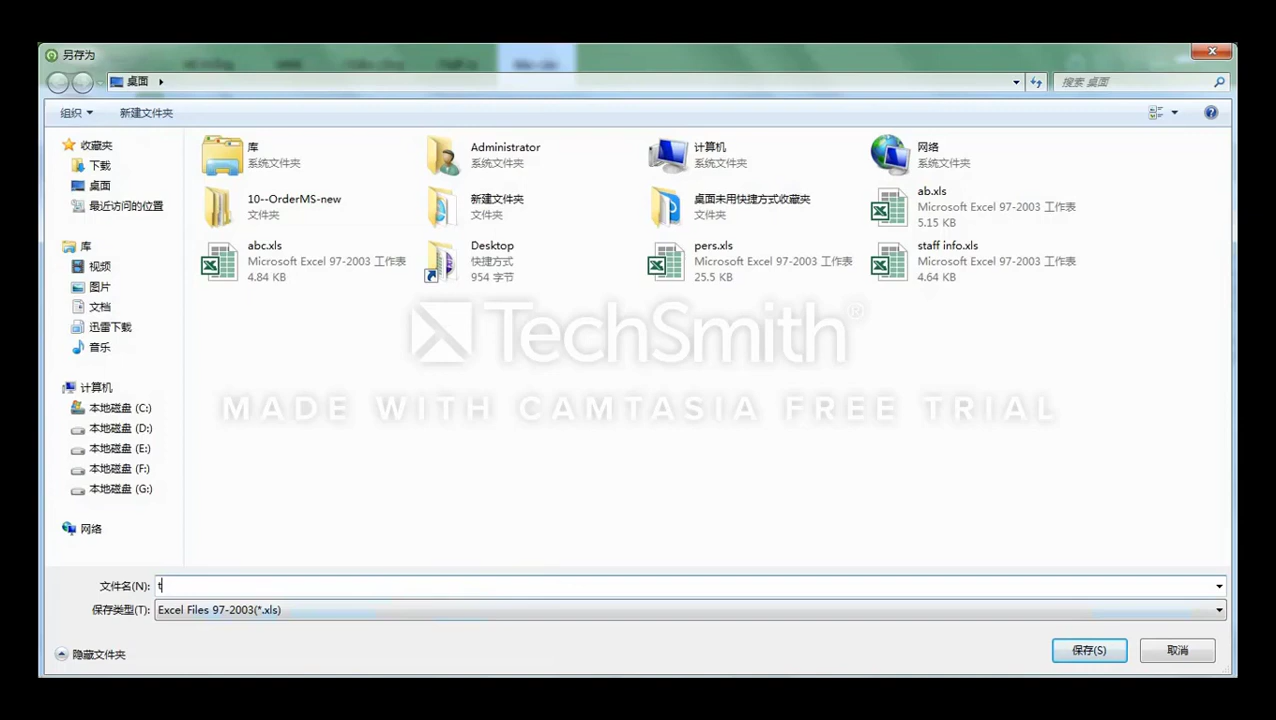 另存为
桌面
搜索 桌面
组织
新建文件夹
收藏夹
下载
桌面
最近访问的位置
库
视频
图片
文档
迅雷下载
音乐
计算机
本地磁盘 (C:)
本地磁盘 (D:)
本地磁盘 (E:)
本地磁盘 (F:)
本地磁盘 (G:)
网络
库
系统文件夹
Administrator
系统文件夹
计算机
系统文件夹
网络
系统文件夹
10--OrderMS-new
文件夹
新建文件夹
文件夹
桌面未用快捷方式收藏夹
文件夹
ab.xls
Microsoft Excel 97-2003 工作表
5.15 KB
abc.xls
Microsoft Excel 97-2003 工作表
4.84 KB
Desktop
快捷方式
954 字节
pers.xls
Microsoft Excel 97-2003 工作表
25.5 KB
staff info.xls
Microsoft Excel 97-2003 工作表
4.64 KB
TechSmith®
MADE WITH CAMTASIA FREE TRIAL
文件名(N): t
保存类型(T): Excel Files 97-2003(*.xls)
隐藏文件夹
保存(S)
取消